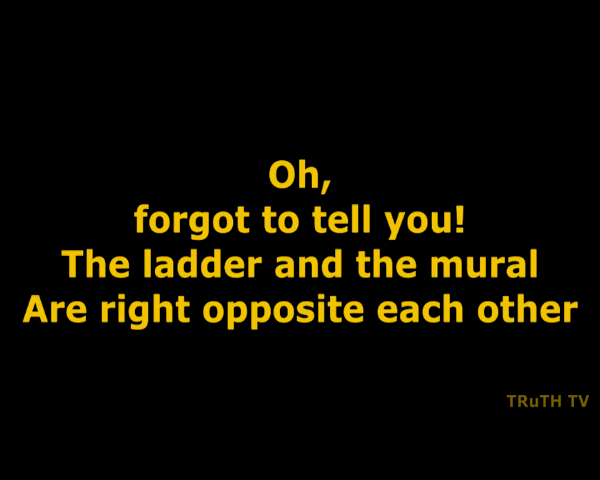 Oh,
forgot to tell you!
The ladder and the mural
Are right opposite each other
TRuTH TV